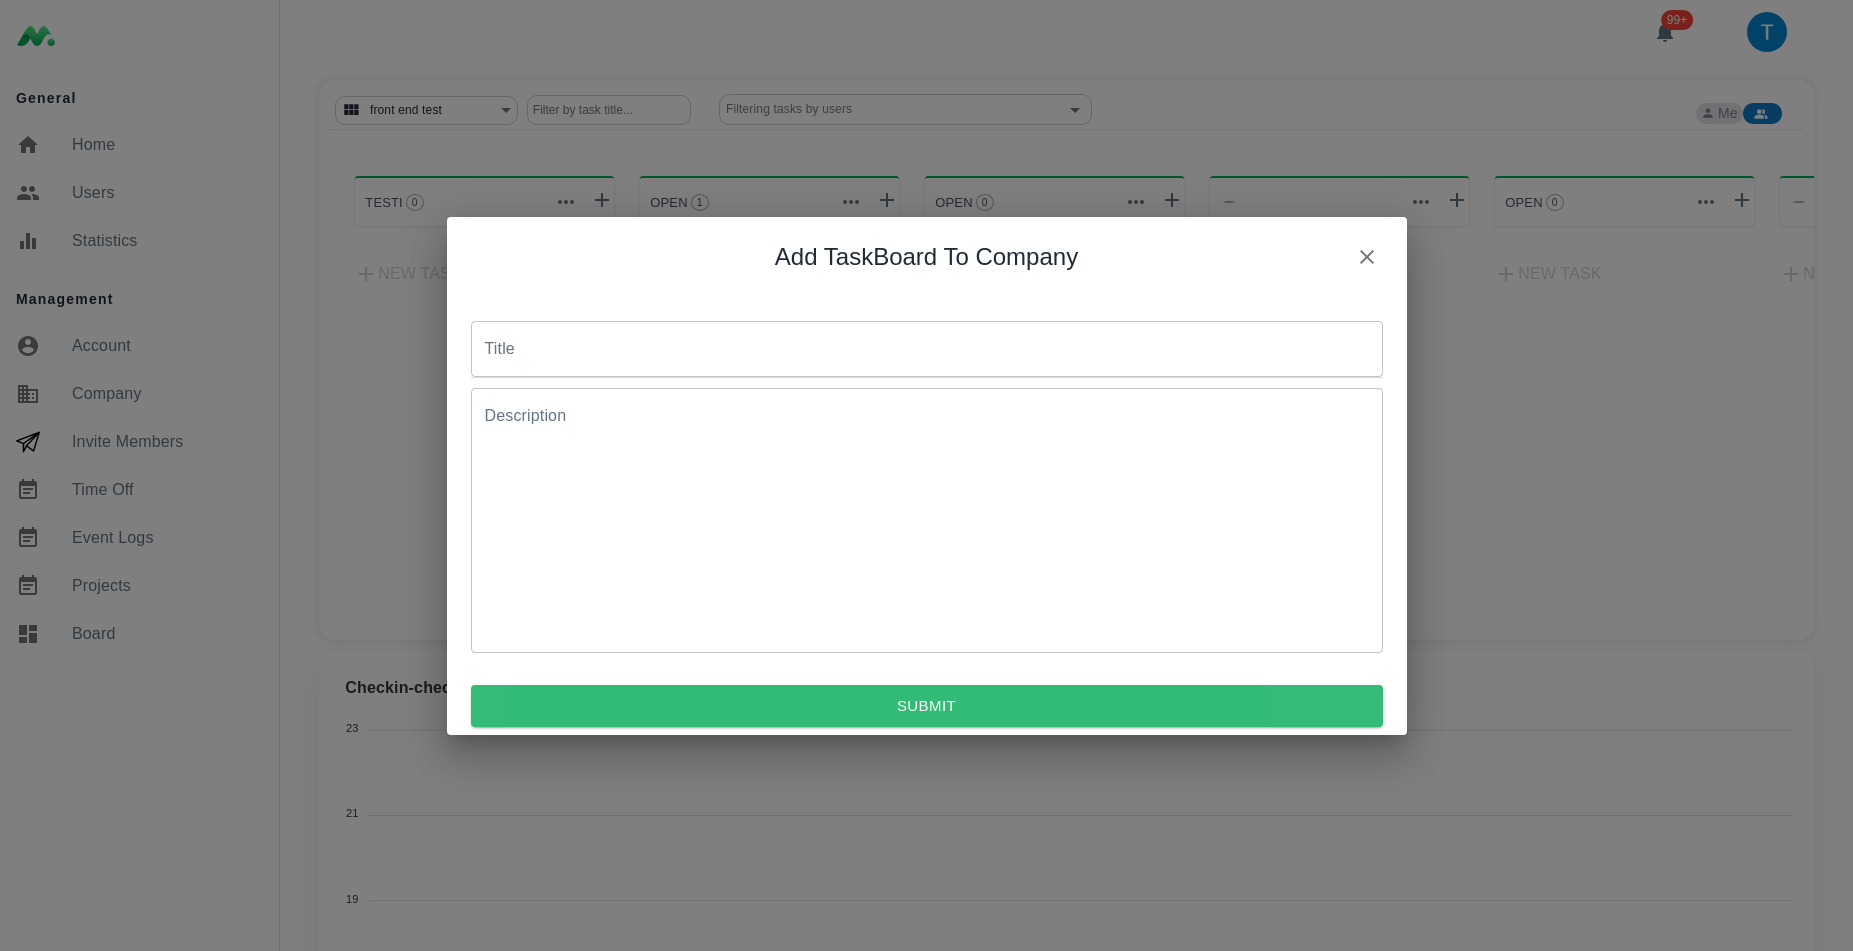 99+
T
General
Home
Users
Statistics
Management
Account
Company
Invite Members
Time Off
Event Logs
Projects
Board
front end test
Filter by task title...
Filtering tasks by users
Me
TESTI 0
OPEN 1
OPEN 0
OPEN 0
NEW TAS
NEW TASK
N
Add TaskBoard To Company
Title
Description
SUBMIT
Checkin-chec
23
21
19